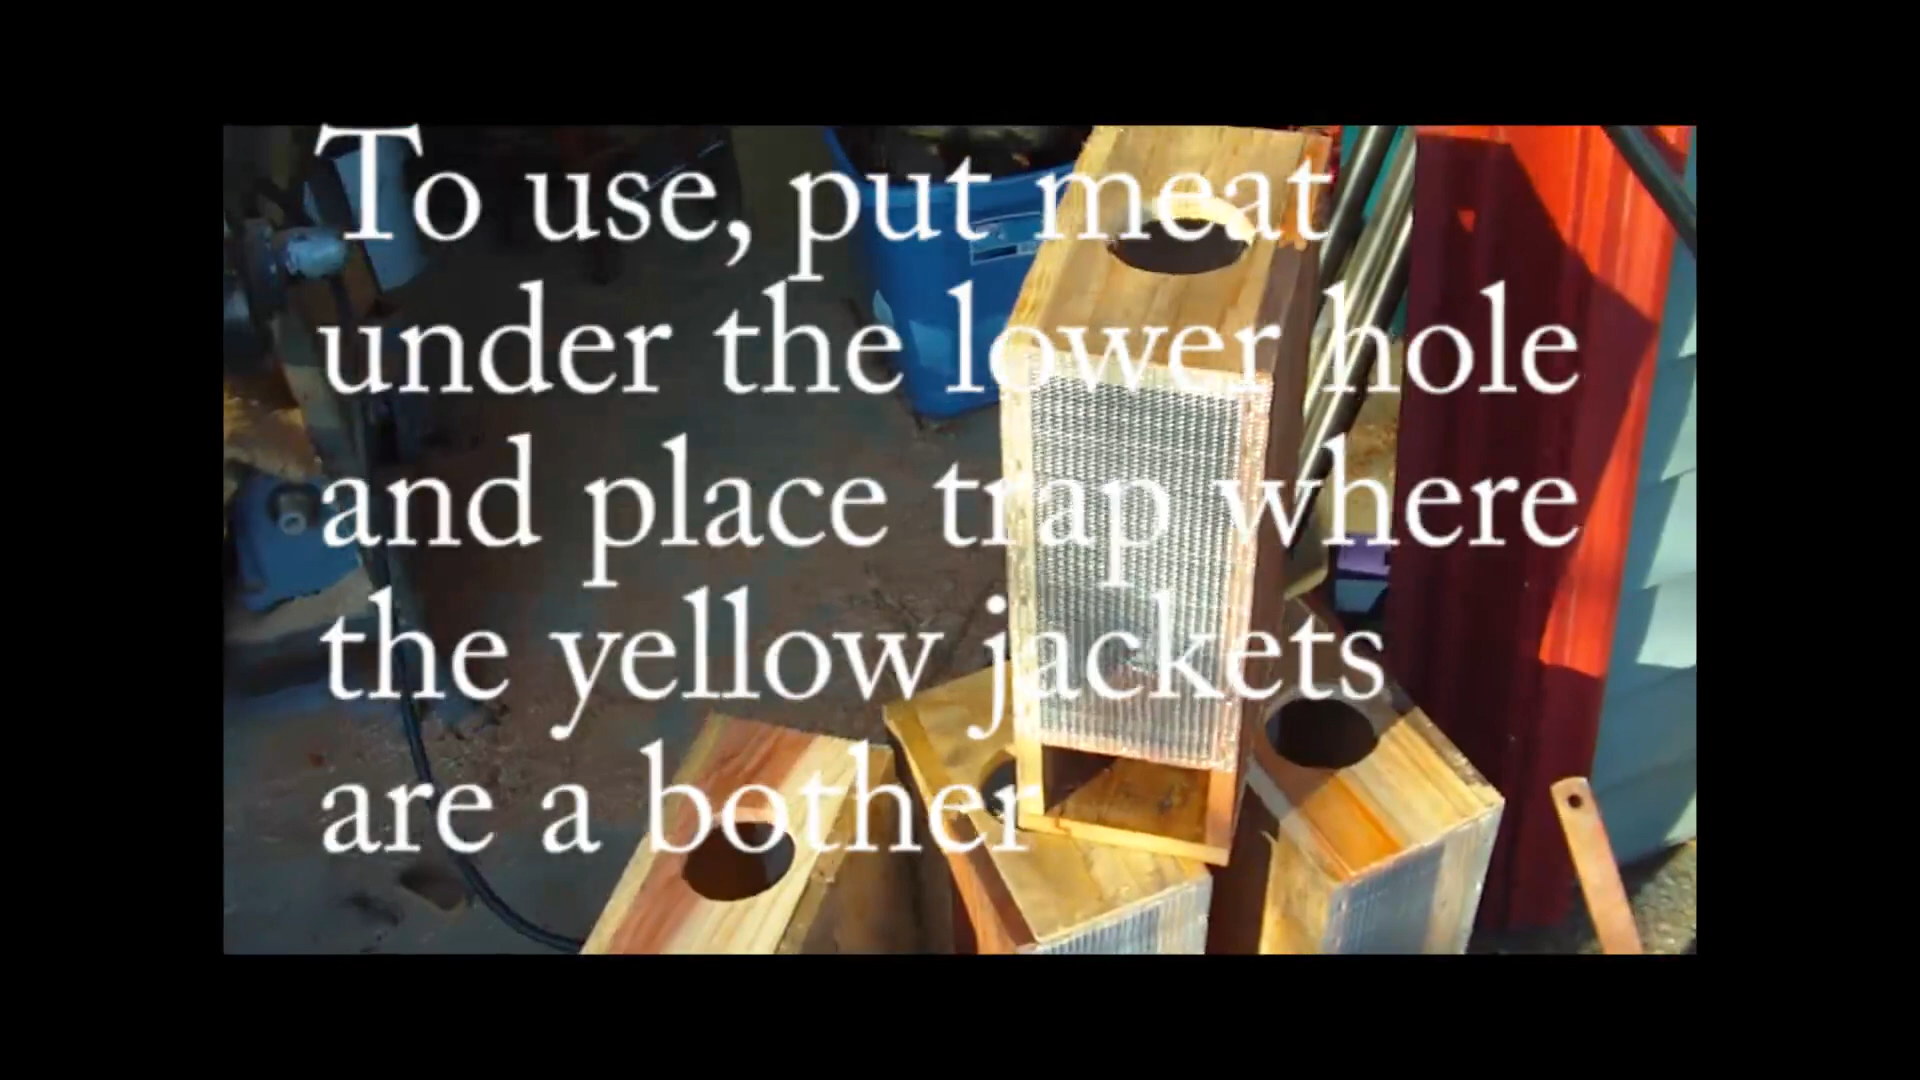 To use, put meat
under the lower hole
and place trap where
the yellow jackets
are a bother